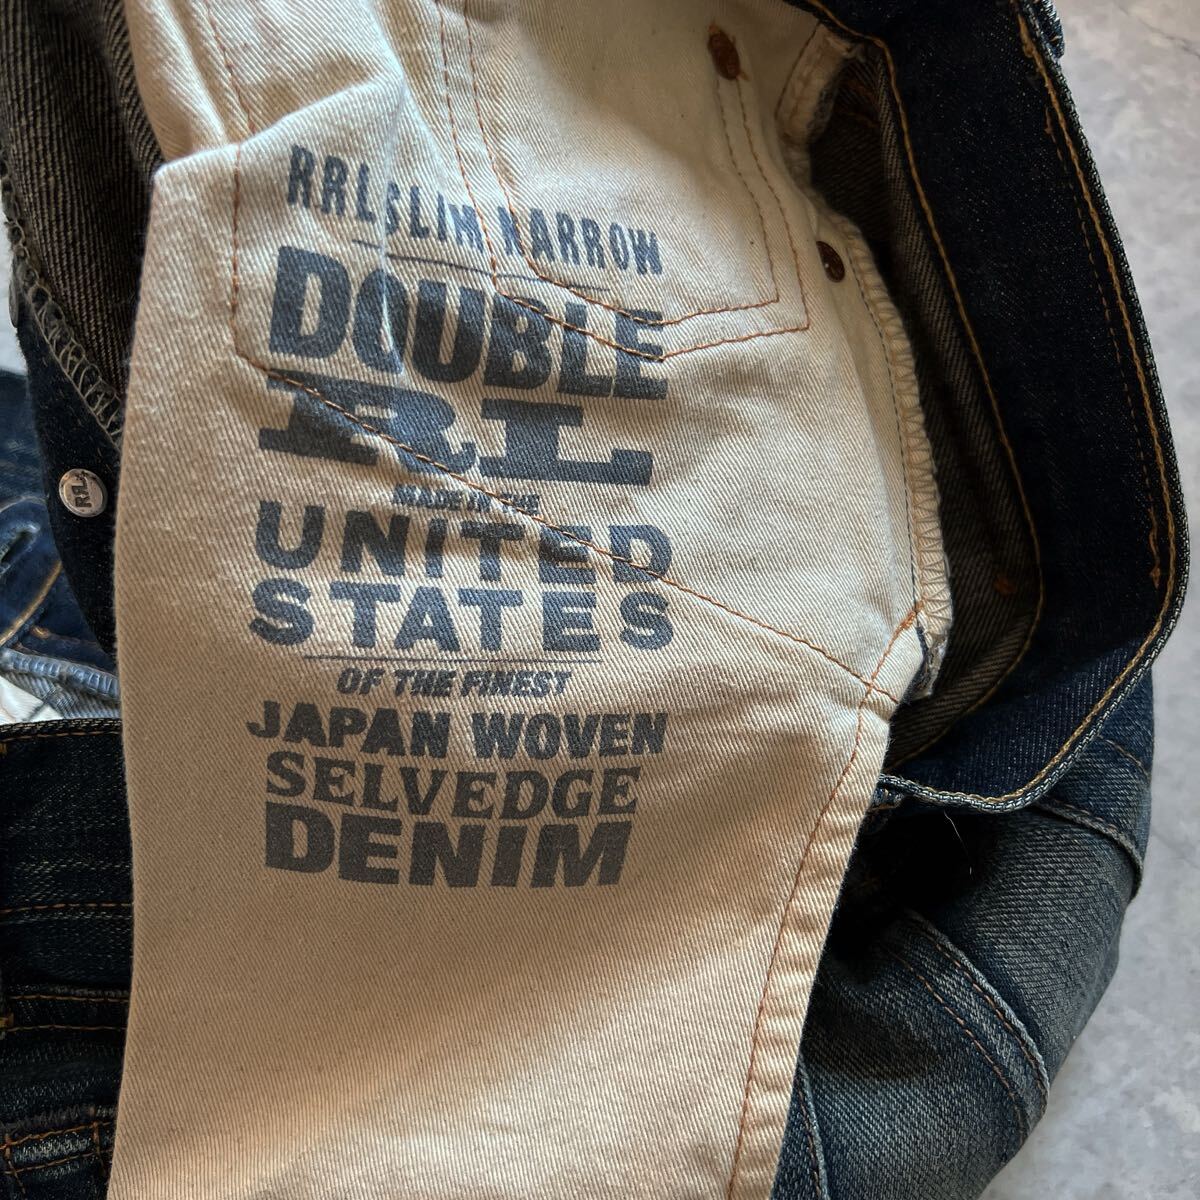 RRL SLIM NARROW
DOUBLE
RL
MADE IN THE
UNITED
STATES
OF THE FINEST
JAPAN WOVEN
SELVEDGE
DENIM
RRL